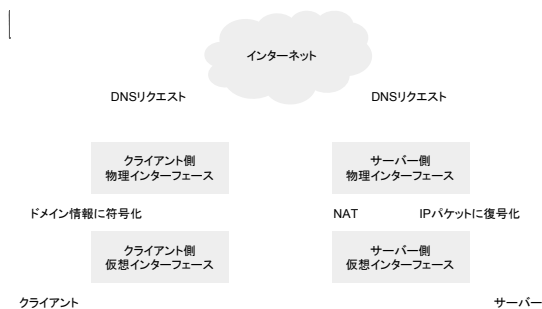 インターネット
DNSリクエスト
DNSリクエスト
クライアント側
物理インターフェース
サーバー側
物理インターフェース
ドメイン情報に符号化
NAT
IPパケットに復号化
クライアント側
仮想インターフェース
サーバー側
仮想インターフェース
クライアント
サーバー